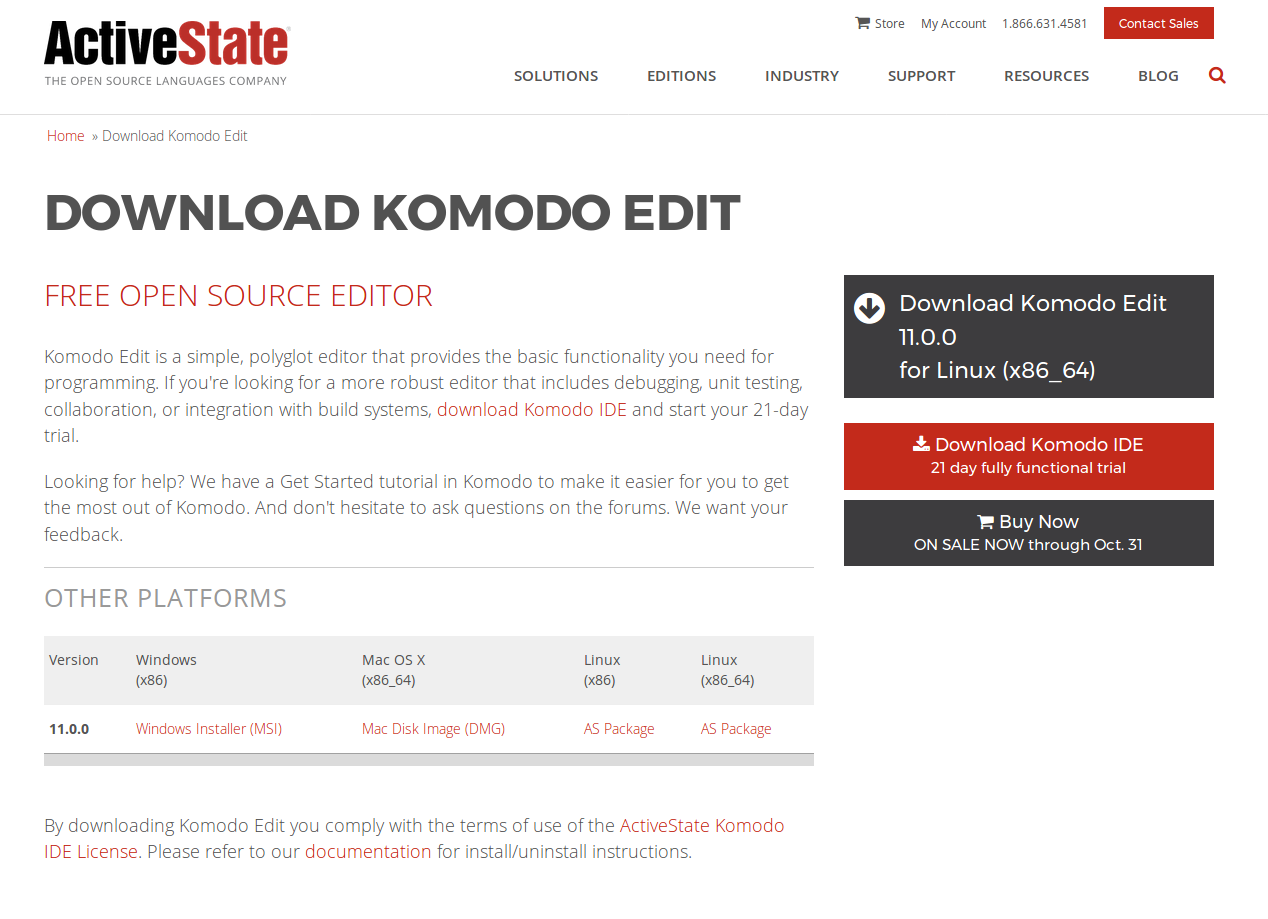 ActiveState
THE OPEN SOURCE LANGUAGES COMPANY
Store My Account 1.866.631.4581 Contact Sales
SOLUTIONS EDITIONS INDUSTRY SUPPORT RESOURCES BLOG
Home » Download Komodo Edit
DOWNLOAD KOMODO EDIT
FREE OPEN SOURCE EDITOR
Komodo Edit is a simple, polyglot editor that provides the basic functionality you need for
programming. If you're looking for a more robust editor that includes debugging, unit testing,
collaboration, or integration with build systems, download Komodo IDE and start your 21-day
trial.
Looking for help? We have a Get Started tutorial in Komodo to make it easier for you to get
the most out of Komodo. And don't hesitate to ask questions on the forums. We want your
feedback.
Download Komodo Edit
11.0.0
for Linux (x86_64)
Download Komodo IDE
21 day fully functional trial
Buy Now
ON SALE NOW through Oct. 31
OTHER PLATFORMS
Version Windows Mac OS X Linux Linux
(x86) (x86_64) (x86) (x86_64)
11.0.0 Windows Installer (MSI) Mac Disk Image (DMG) AS Package AS Package
By downloading Komodo Edit you comply with the terms of use of the ActiveState Komodo
IDE License. Please refer to our documentation for install/uninstall instructions.